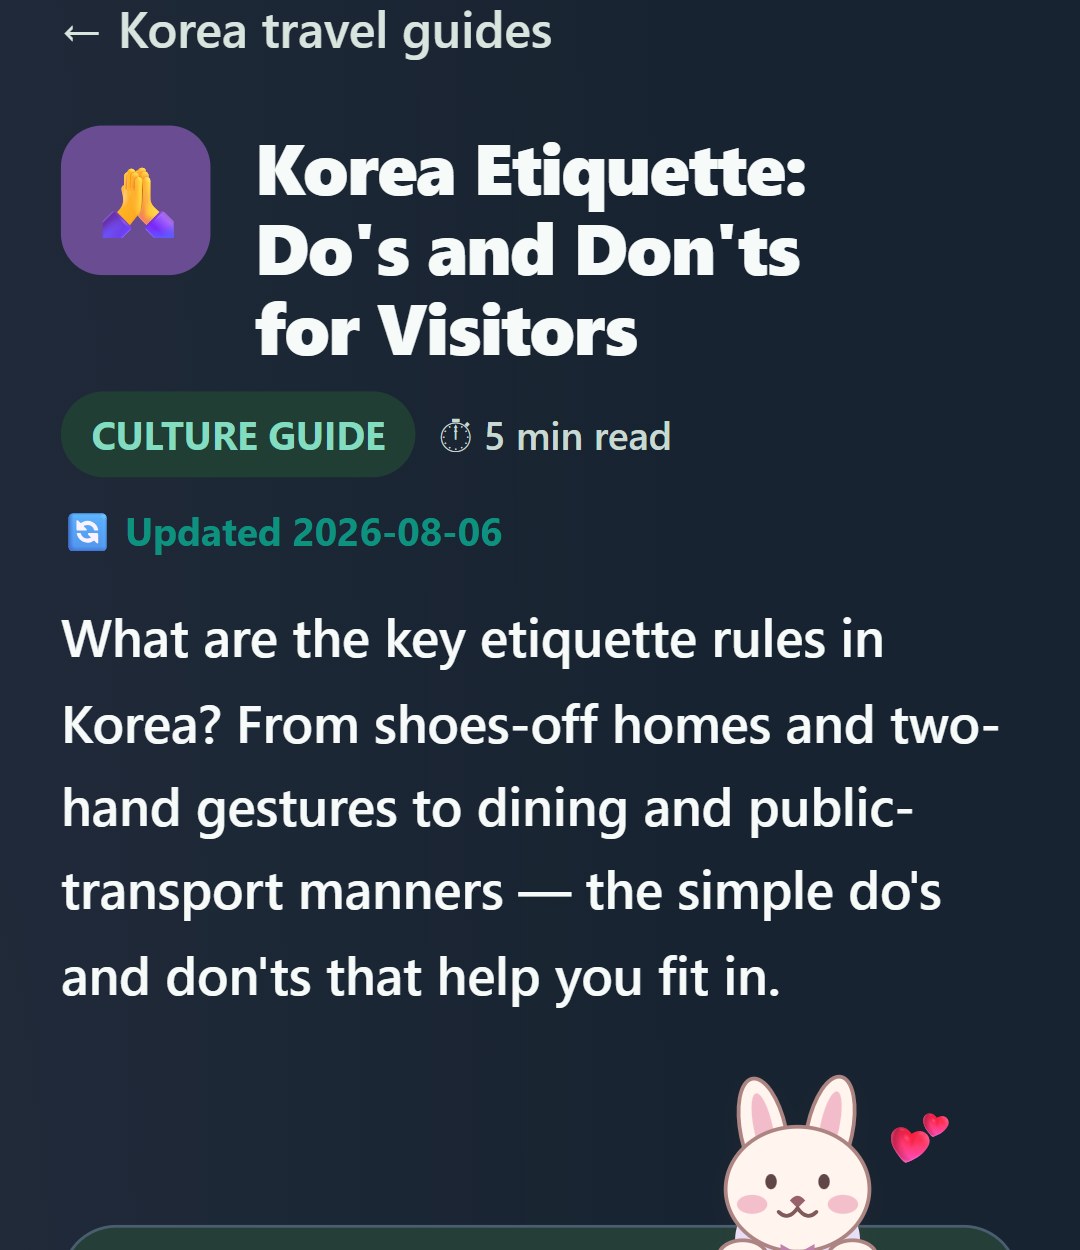 ← Korea travel guides
Korea Etiquette:
Do's and Don'ts
for Visitors
CULTURE GUIDE
⏱ 5 min read
Updated 2026-08-06
What are the key etiquette rules in
Korea? From shoes-off homes and two-
hand gestures to dining and public-
transport manners — the simple do's
and don'ts that help you fit in.